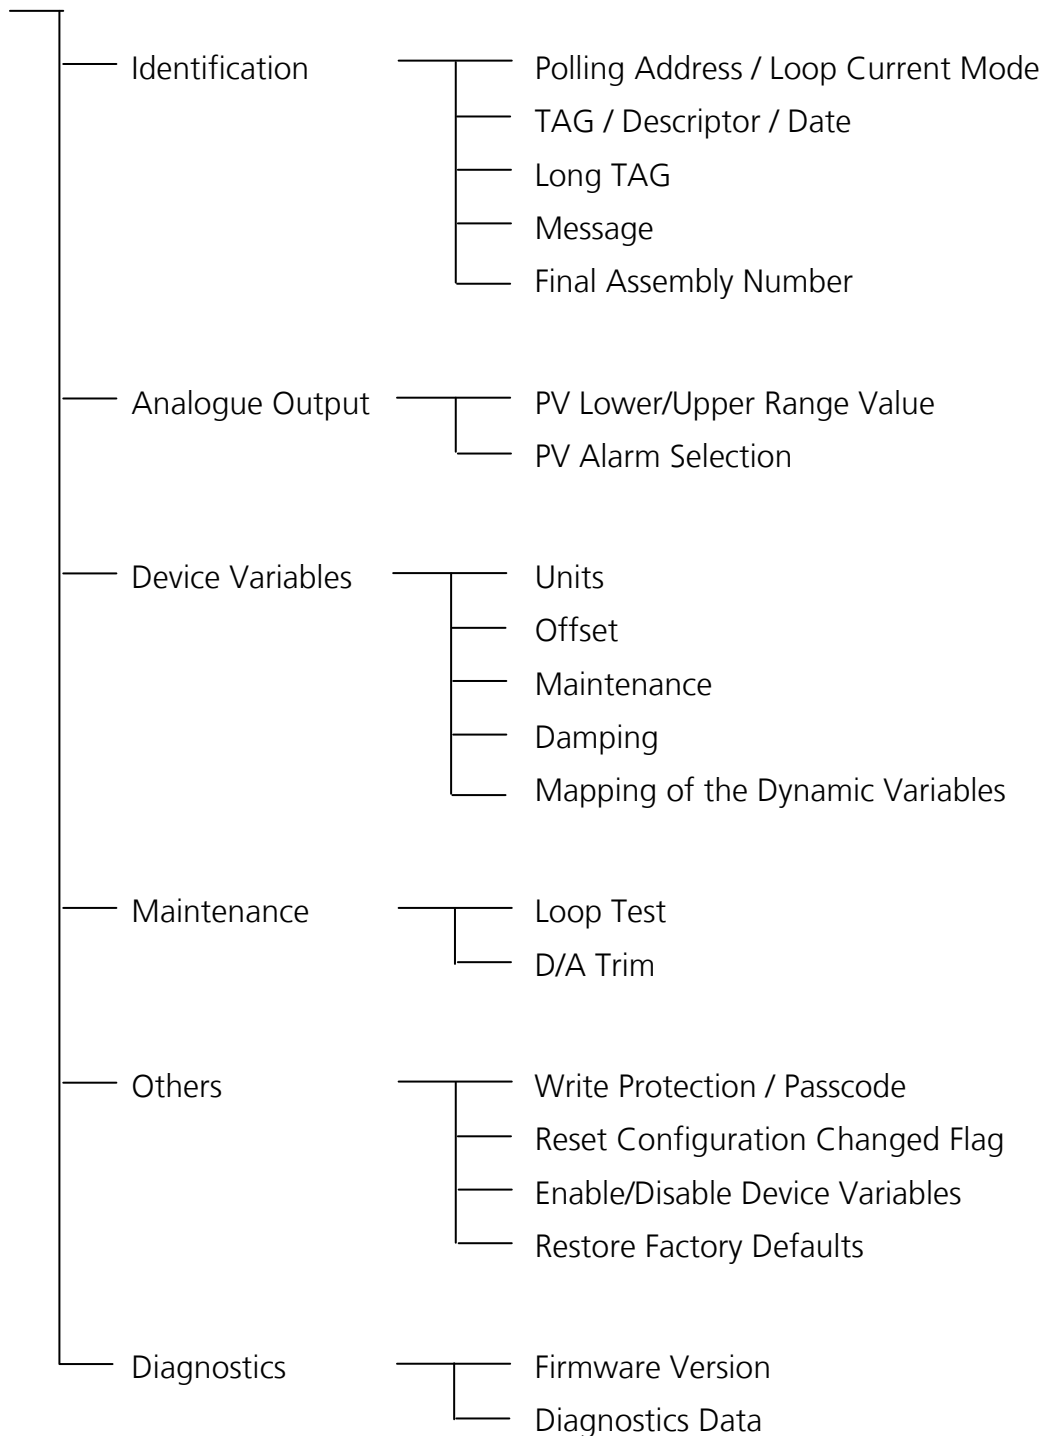 Identification
Polling Address / Loop Current Mode
TAG / Descriptor / Date
Long TAG
Message
Final Assembly Number
Analogue Output
PV Lower/Upper Range Value
PV Alarm Selection
Device Variables
Units
Offset
Maintenance
Damping
Mapping of the Dynamic Variables
Maintenance
Loop Test
D/A Trim
Others
Write Protection / Passcode
Reset Configuration Changed Flag
Enable/Disable Device Variables
Restore Factory Defaults
Diagnostics
Firmware Version
Diagnostics Data